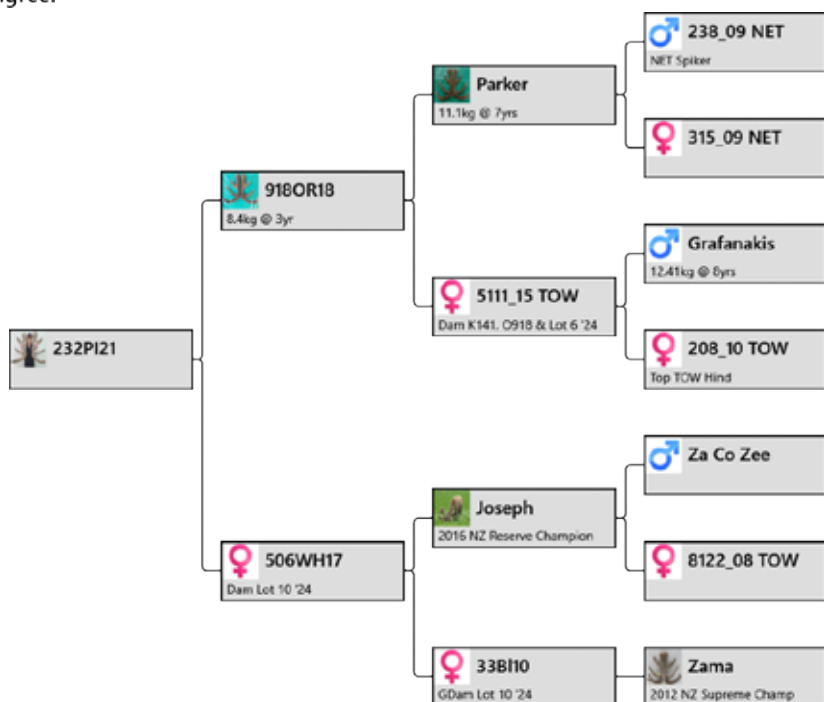 238_09 NET
NET Spiker
Parker
11.1kg @ 7yrs
315_09 NET
918OR18
8.4kg @ 3yr
Grafanakis
12.41kg @ 8yrs
5111_15 TOW
Dam K141, O918 & Lot 6 '24
208_10 TOW
Top TOW Hind
232PI21
Za Co Zee
Joseph
2016 NZ Reserve Champion
8122_08 TOW
506WH17
Dam Lot 10 '24
33Bl10
GDam Lot 10 '24
Zama
2012 NZ Supreme Champ